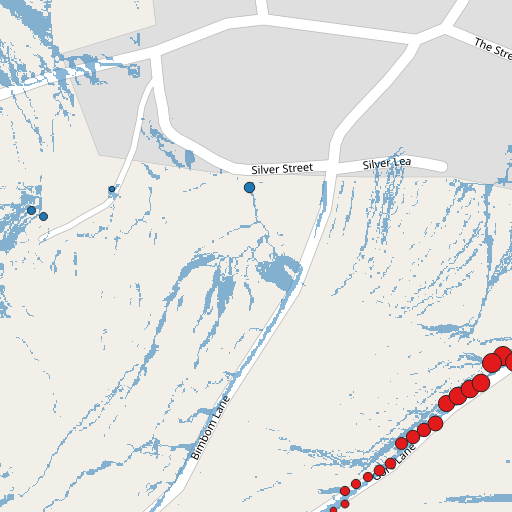 The Stre
Silver Street
Silver Lea
Bimbom Lane
Lane